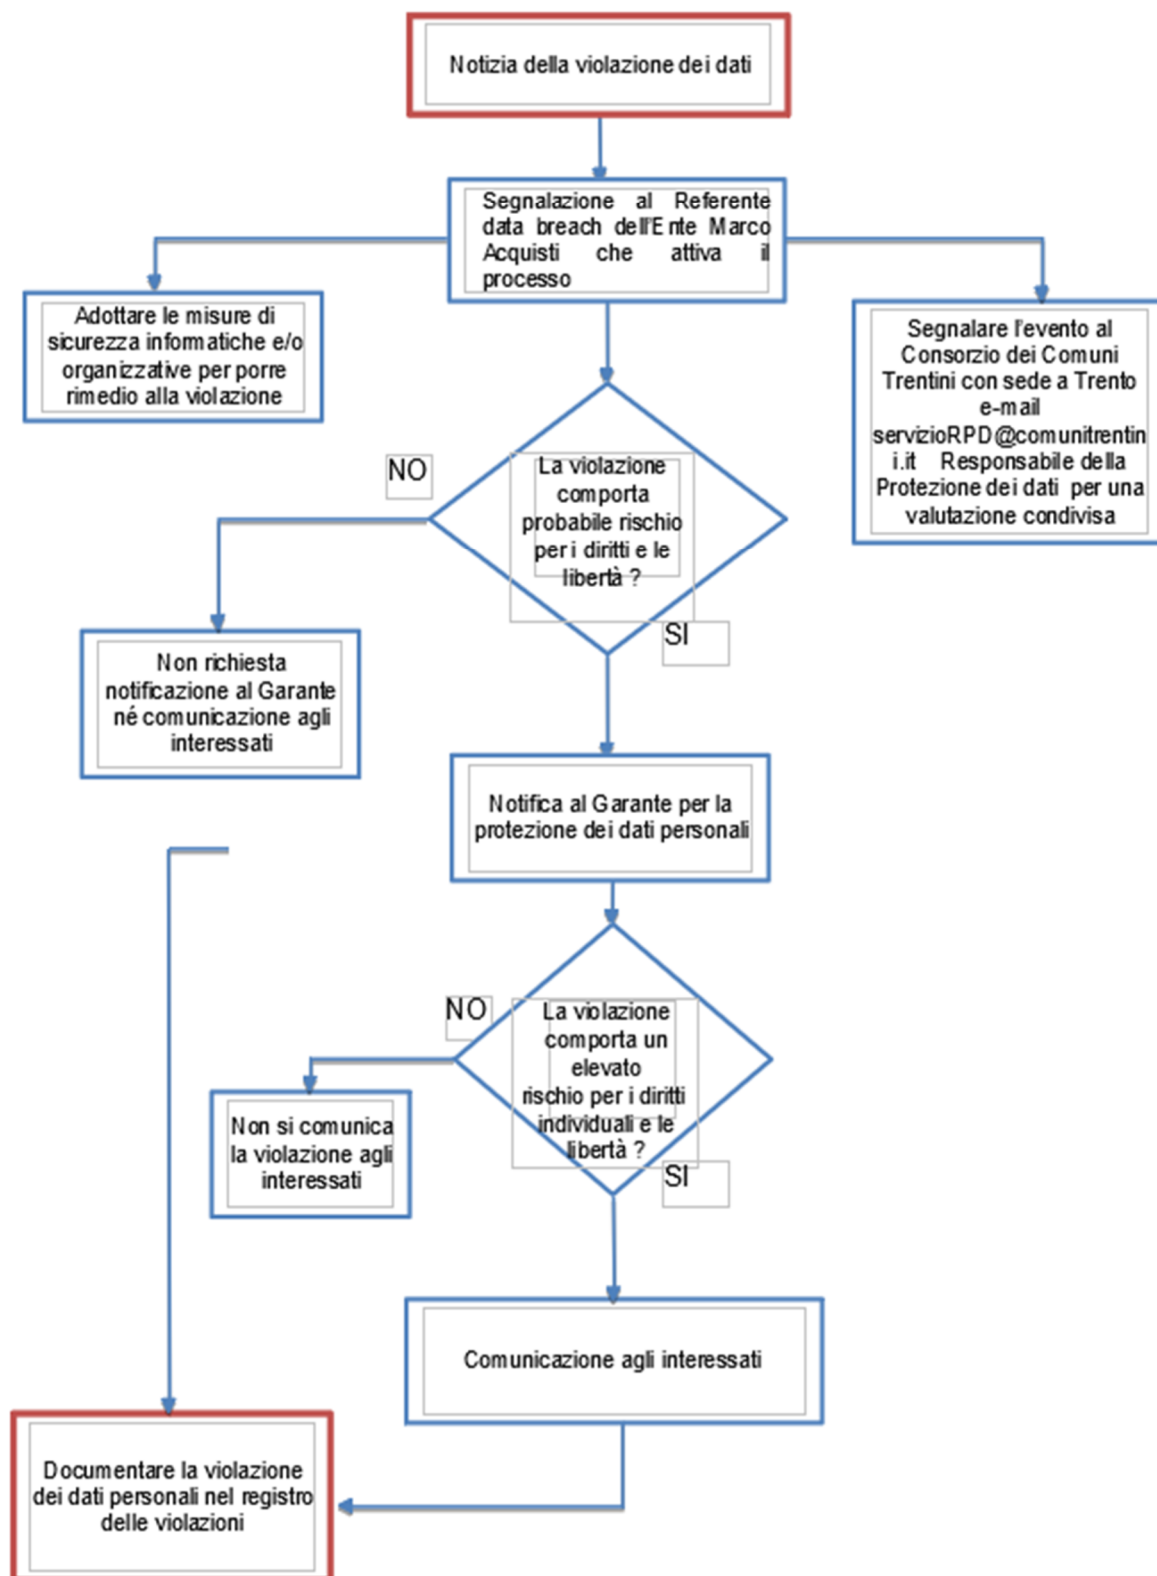 Notizia della violazione dei dati
Segnalazione al Referente
data breach dell'Ente Marco
Acquisti che attiva il
processo
Adottare le misure di
sicurezza informatiche e/o
organizzative per porre
rimedio alla violazione
Segnalare l'evento al
Consorzio dei Comuni
Trentini con sede a Trento
e-mail
servizioRPD@comunitrentin
i.it Responsabile della
Protezione dei dati per una
valutazione condivisa
NO
La violazione
comporta
probabile rischio
per i diritti e le
libertà ?
SI
Non richiesta
notificazione al Garante
né comunicazione agli
interessati
Notifica al Garante per la
protezione dei dati personali
NO
La violazione
comporta un
elevato
rischio per i diritti
individuali e le
libertà ?
SI
Non si comunica
la violazione agli
interessati
Comunicazione agli interessati
Documentare la violazione
dei dati personali nel registro
delle violazioni